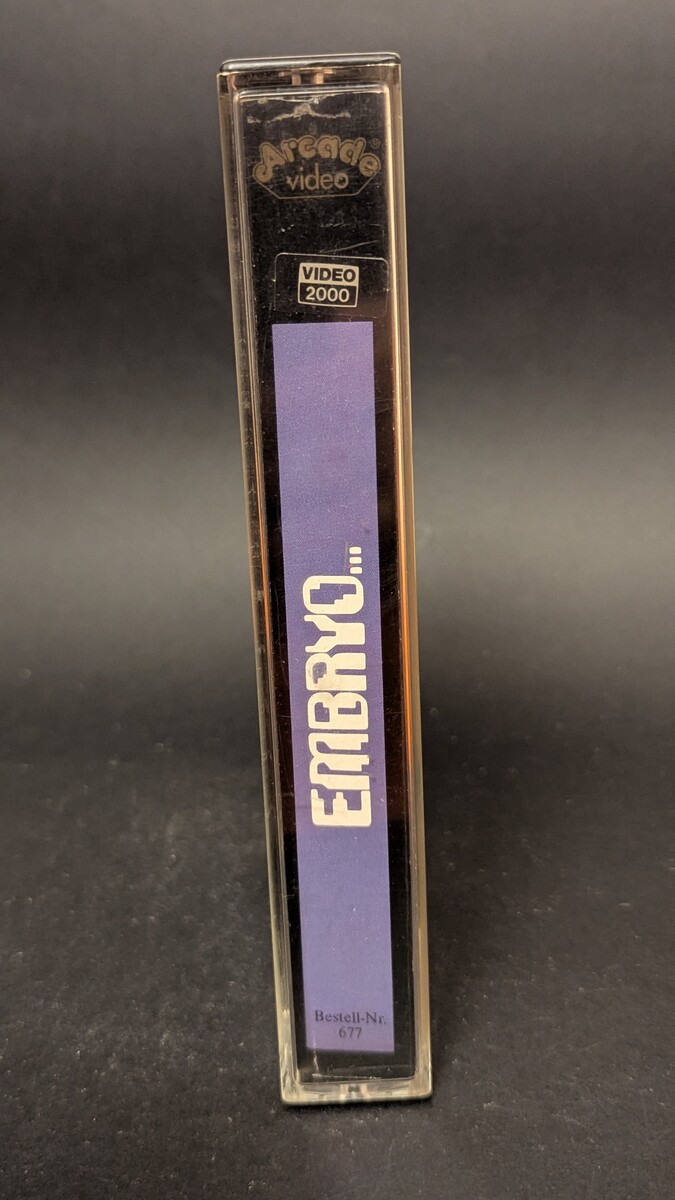 Arcade®
video
VIDEO
2000
EMBRYO...
Bestell-Nr.
677